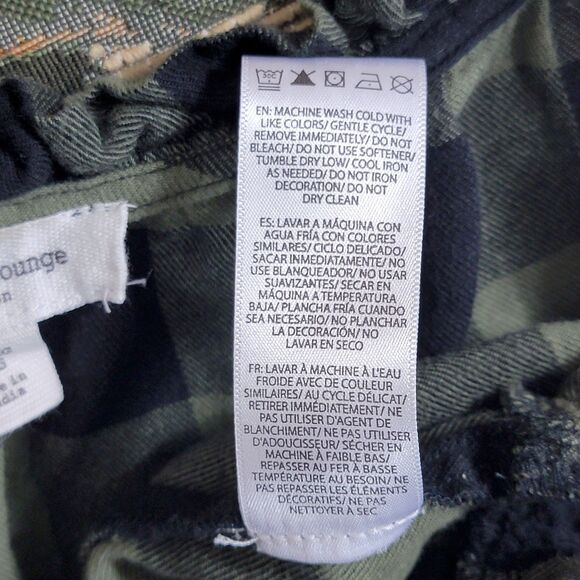 30C
EN: MACHINE WASH COLD WITH
LIKE COLORS/ GENTLE CYCLE/
REMOVE IMMEDIATELY/ DO NOT
BLEACH/ DO NOT USE SOFTENER/
TUMBLE DRY LOW/ COOL IRON
AS NEEDED/ DO NOT IRON
DECORATION/ DO NOT
DRY CLEAN
ES: LAVAR A MÁQUINA CON
AGUA FRÍA CON COLORES
SIMILARES/ CICLO DELICADO/
SACAR INMEDIATAMENTE/ NO
USE BLANQUEADOR/ NO USAR
SUAVIZANTES/ SECAR EN
MÁQUINA A TEMPERATURA
BAJA/ PLANCHA FRÍA CUANDO
SEA NECESARIO/ NO PLANCHAR
LA DECORACIÓN/ NO
LAVAR EN SECO
FR: LAVER À MACHINE À L'EAU
FROIDE AVEC DE COULEUR
SIMILAIRES/ AU CYCLE DÉLICAT/
RETIRER IMMÉDIATEMENT/ NE
PAS UTILISER D'AGENT DE
BLANCHIMENT/ NE PAS UTILISER
D'ADOUCISSEUR/ SÉCHER EN
MACHINE À FAIBLE BAS/
REPASSER AU FER À BASSE
TEMPÉRATURE AU BESOIN/ NE
PAS REPASSER LES ÉLÉMENTS
DÉCORATIFS/ NE PAS
NETTOYER À SEC
ounge
on
e in
dia